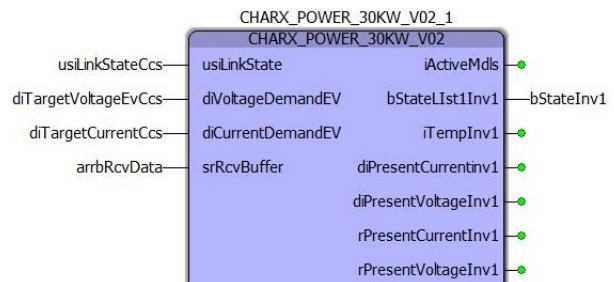 CHARX_POWER_30KW_V02_1
CHARX_POWER_30KW_V02
usiLinkStateCcs usiLinkState iActiveMdls
diTargetVoltageEvCcs diVoltageDemandEV bStateLIst1Inv1 bStateInv1
diTargetCurrentCcs diCurrentDemandEV iTempInv1
arrbRcvData srRcvBuffer diPresentCurrentinv1
diPresentVoltageInv1
rPresentCurrentInv1
rPresentVoltageInv1